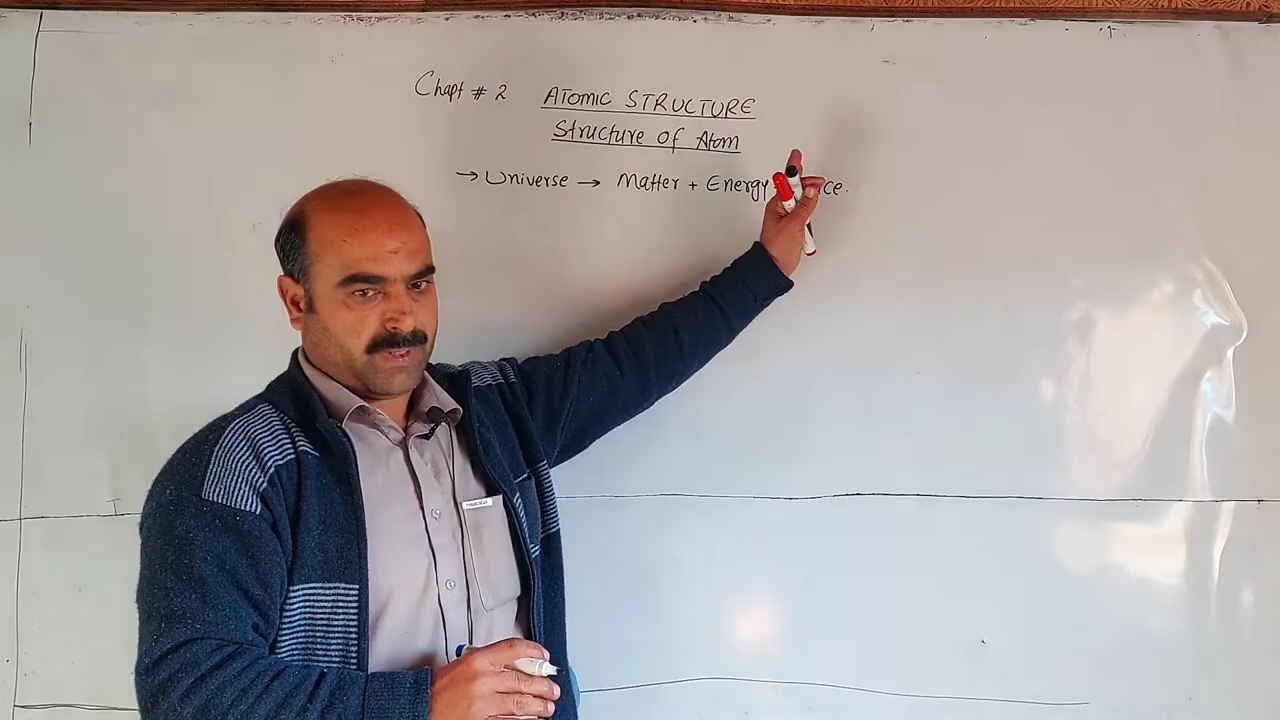 Chapt # 2 ATOMIC STRUCTURE
Structure of Atom
→ Universe → Matter + Energy